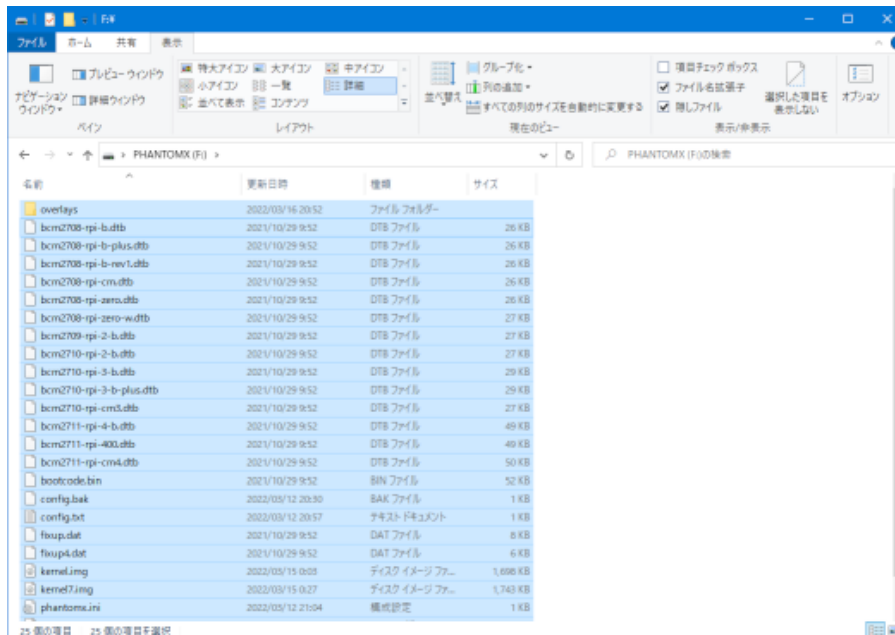 F:¥
ファイル ホーム 共有 表示
ナビゲーション ウィンドウ
プレビュー ウィンドウ
詳細ウィンドウ
ペイン
特大アイコン 大アイコン 中アイコン
小アイコン 一覧 詳細
並べて表示 コンテンツ
レイアウト
並べ替え
グループ化
列の追加
すべての列のサイズを自動的に変更する
現在のビュー
項目チェック ボックス
ファイル名拡張子
隠しファイル
選択した項目を
表示しない
表示/非表示
オプション
PHANTOMX (F:) PHANTOMX (F:)の検索
名前 更新日時 種類 サイズ
overlays 2022/03/16 20:52 ファイル フォルダー
bcm2708-rpi-b.dtb 2021/10/29 9:52 DTB ファイル 26 KB
bcm2708-rpi-b-plus.dtb 2021/10/29 9:52 DTB ファイル 26 KB
bcm2708-rpi-b-rev1.dtb 2021/10/29 9:52 DTB ファイル 26 KB
bcm2708-rpi-cm.dtb 2021/10/29 9:52 DTB ファイル 26 KB
bcm2708-rpi-zero.dtb 2021/10/29 9:52 DTB ファイル 26 KB
bcm2708-rpi-zero-w.dtb 2021/10/29 9:52 DTB ファイル 27 KB
bcm2709-rpi-2-b.dtb 2021/10/29 9:52 DTB ファイル 27 KB
bcm2710-rpi-2-b.dtb 2021/10/29 9:52 DTB ファイル 27 KB
bcm2710-rpi-3-b.dtb 2021/10/29 9:52 DTB ファイル 29 KB
bcm2710-rpi-3-b-plus.dtb 2021/10/29 9:52 DTB ファイル 29 KB
bcm2710-rpi-cm3.dtb 2021/10/29 9:52 DTB ファイル 27 KB
bcm2711-rpi-4-b.dtb 2021/10/29 9:52 DTB ファイル 49 KB
bcm2711-rpi-400.dtb 2021/10/29 9:52 DTB ファイル 49 KB
bcm2711-rpi-cm4.dtb 2021/10/29 9:52 DTB ファイル 50 KB
bootcode.bin 2021/10/29 9:52 BIN ファイル 52 KB
config.bak 2022/03/12 20:30 BAK ファイル 1 KB
config.txt 2022/03/12 20:57 テキスト ドキュメント 1 KB
fixup.dat 2021/10/29 9:52 DAT ファイル 8 KB
fixup4.dat 2021/10/29 9:52 DAT ファイル 6 KB
kernel.img 2022/03/15 0:03 ディスク イメージ ファ... 1,698 KB
kernel7.img 2022/03/15 0:27 ディスク イメージ ファ... 1,743 KB
phantomx.ini 2022/03/12 21:04 構成設定 1 KB
25 個の項目 25 個の項目を選択